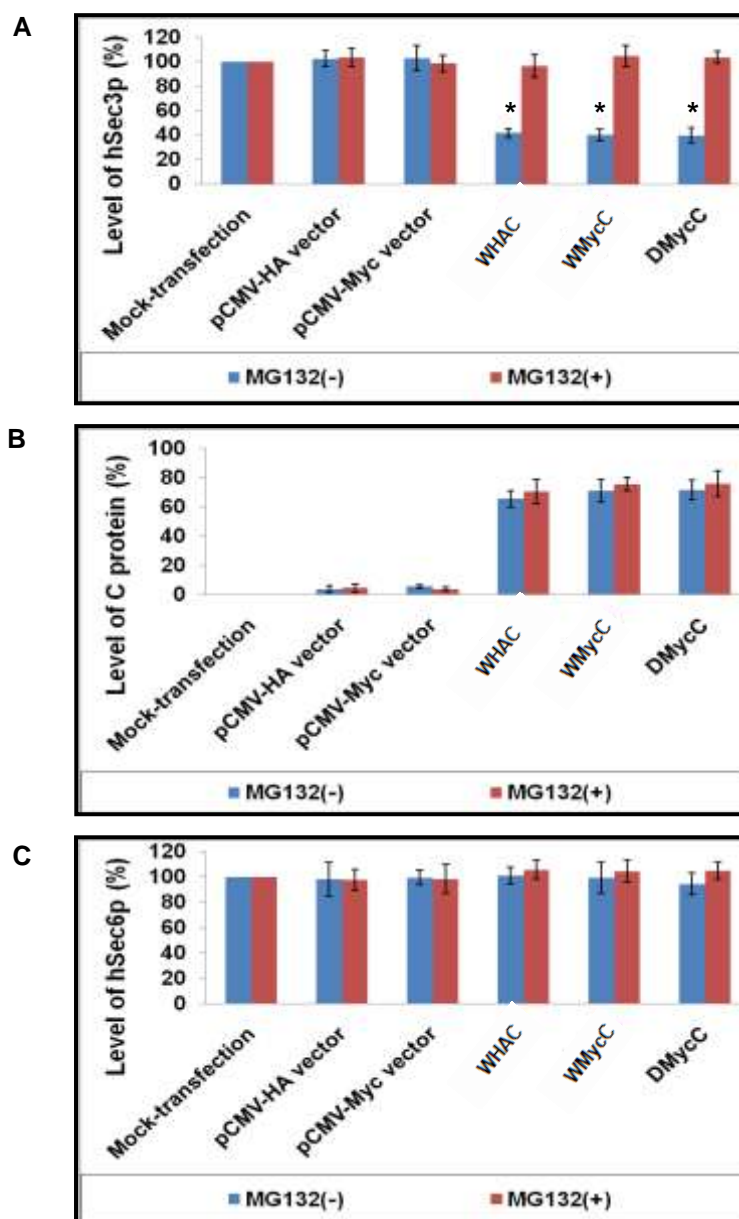 A
Level of hSec3p (%)
120
100
80
60
40
20
0
* * *
Mock-transfection
pCMV-HA vector
pCMV-Myc vector
WHAC
WMycC
DMycC
MG132(-) MG132(+)
B
Level of C protein (%)
100
80
60
40
20
0
Mock-transfection
pCMV-HA vector
pCMV-Myc vector
WHAC
WMycC
DMycC
MG132(-) MG132(+)
C
Level of hSec6p (%)
120
100
80
60
40
20
0
Mock-transfection
pCMV-HA vector
pCMV-Myc vector
WHAC
WMycC
DMycC
MG132(-) MG132(+)